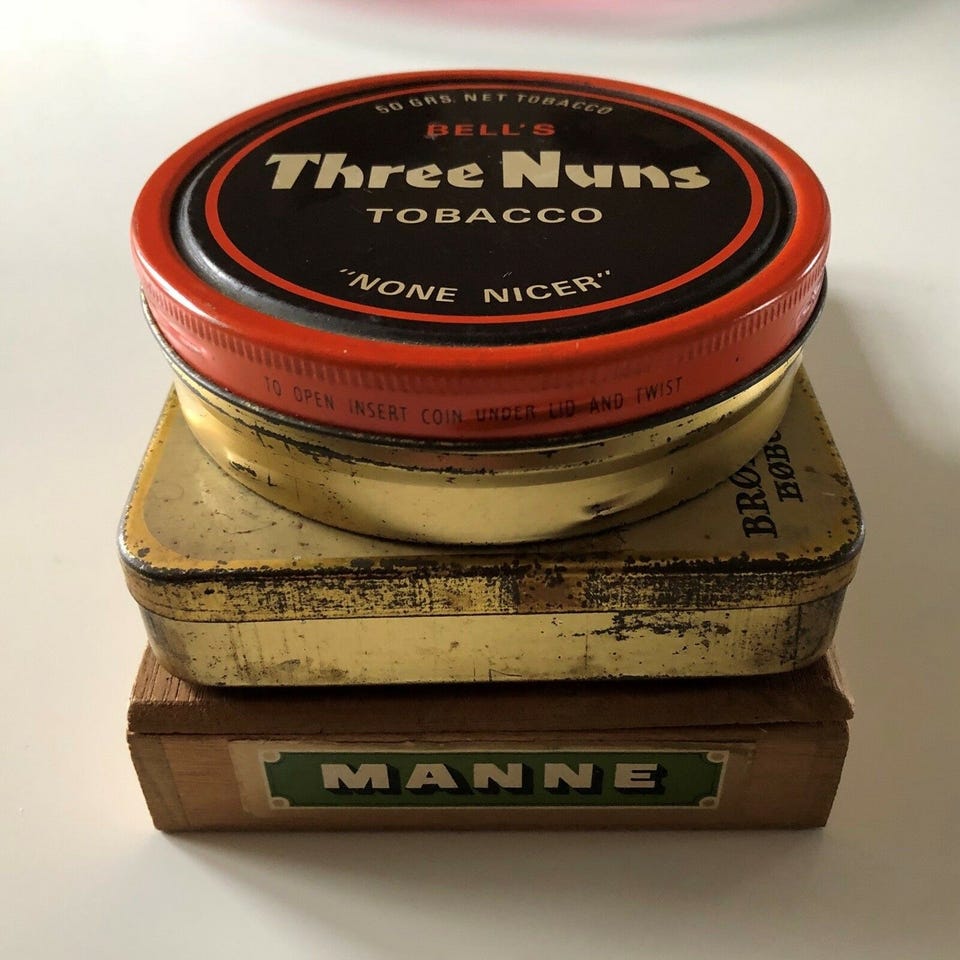 50 GRS. NET TOBACCO
BELL'S
Three Nuns
TOBACCO
"NONE NICER"
TO OPEN INSERT COIN UNDER LID AND TWIST
MANNE